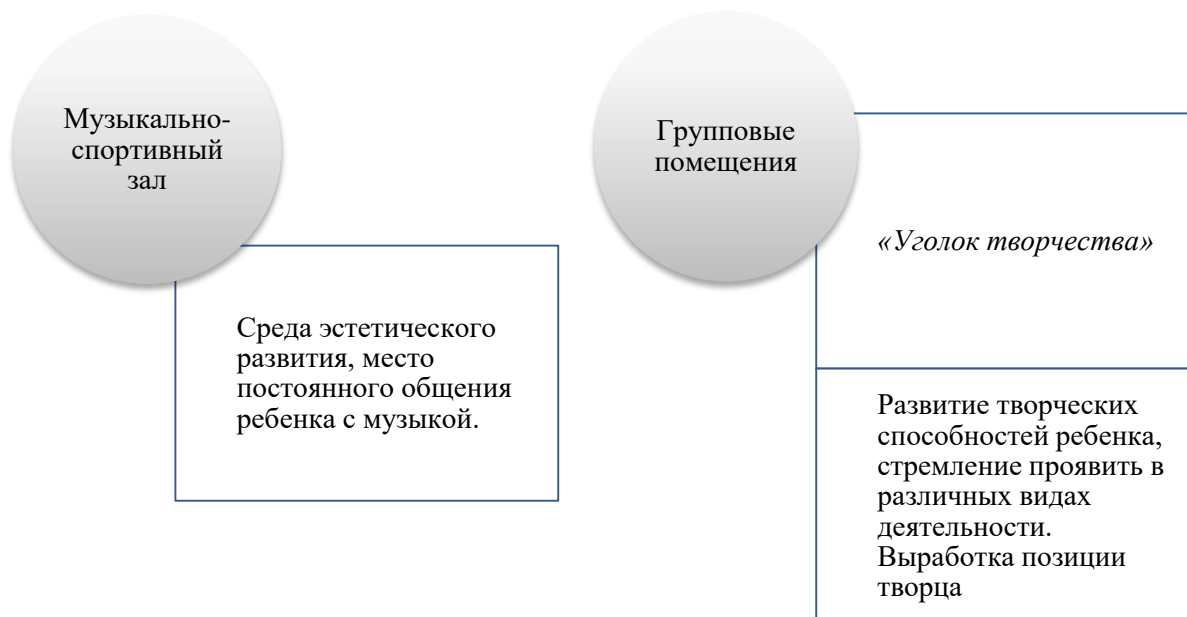 Музыкально-
спортивный
зал
Среда эстетического
развития, место
постоянного общения
ребенка с музыкой.
Групповые
помещения
«Уголок творчества»
Развитие творческих
способностей ребенка,
стремление проявить в
различных видах
деятельности.
Выработка позиции
творца